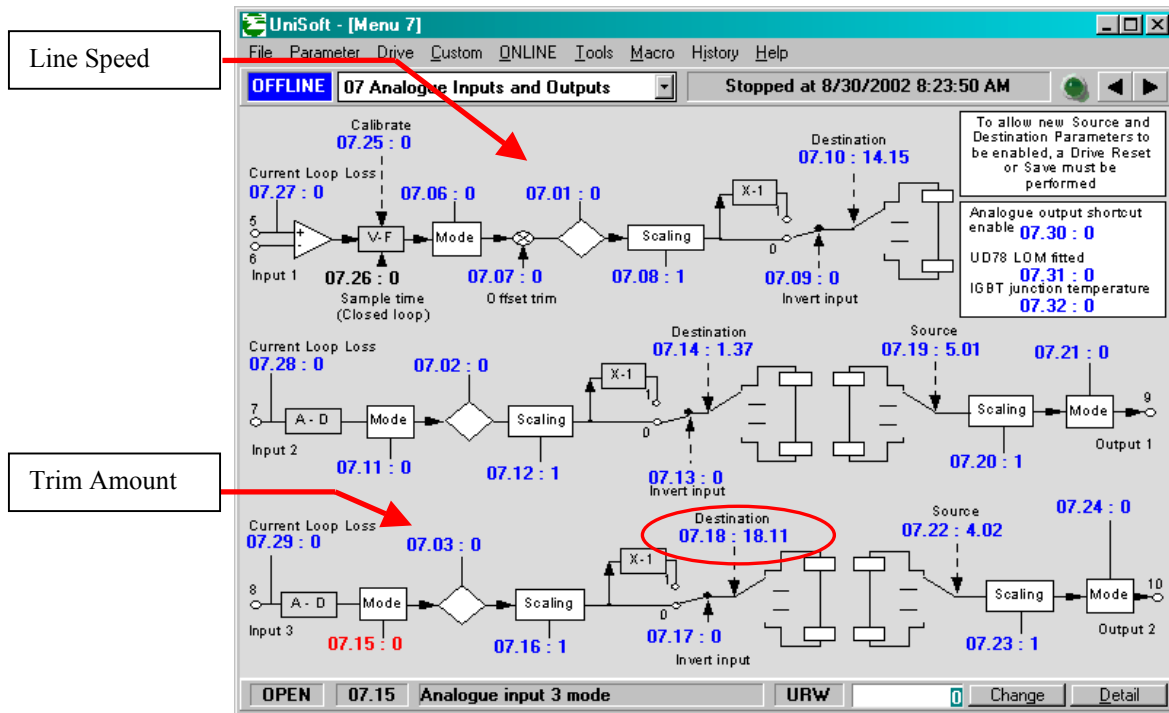 Line Speed
Trim Amount
UniSoft - [Menu 7]
File Parameter Drive Custom ONLINE Tools Macro History Help
OFFLINE 07 Analogue Inputs and Outputs Stopped at 8/30/2002 8:23:50 AM
Calibrate
07.25 : 0
Current Loop Loss
07.27 : 0
07.06 : 0
07.01 : 0
Destination
07.10 : 14.15
To allow new Source and
Destination Parameters to
be enabled, a Drive Reset
or Save must be
performed
5
6
+
-
V-F
Mode
Scaling
X-1
1
0
Input 1
07.26 : 0
Sample time
(Closed loop)
07.07 : 0
Offset trim
07.08 : 1
07.09 : 0
Invert input
Analogue output shortcut
enable 07.30 : 0
UD78 LOM fitted
07.31 : 0
IGBT junction temperature
07.32 : 0
Current Loop Loss
07.28 : 0
07.02 : 0
Destination
07.14 : 1.37
Source
07.19 : 5.01
07.21 : 0
7
A - D
Mode
Scaling
X-1
1
0
Scaling
Mode
9
Input 2
07.11 : 0
07.12 : 1
07.13 : 0
Invert input
07.20 : 1
Output 1
Current Loop Loss
07.29 : 0
07.03 : 0
Destination
07.18 : 18.11
Source
07.22 : 4.02
07.24 : 0
8
A - D
Mode
Scaling
X-1
1
0
Scaling
Mode
10
Input 3
07.15 : 0
07.16 : 1
07.17 : 0
Invert input
07.23 : 1
Output 2
OPEN 07.15 Analogue input 3 mode URW 0 Change Detail